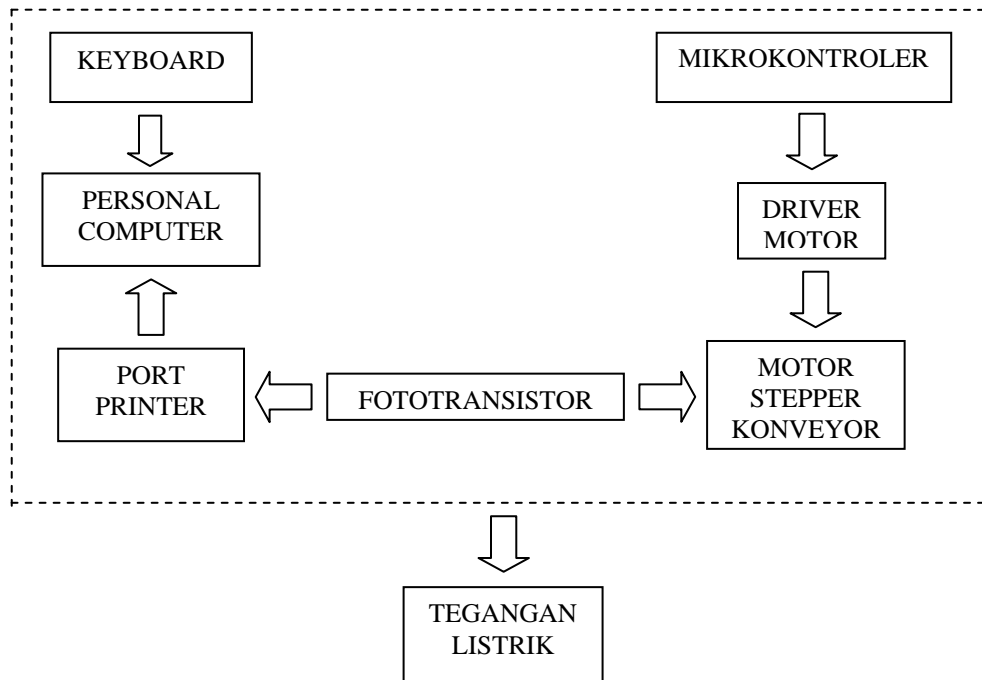 KEYBOARD
MIKROKONTROLER
PERSONAL
COMPUTER
DRIVER
MOTOR
PORT
PRINTER
FOTOTRANSISTOR
MOTOR
STEPPER
KONVEYOR
TEGANGAN
LISTRIK